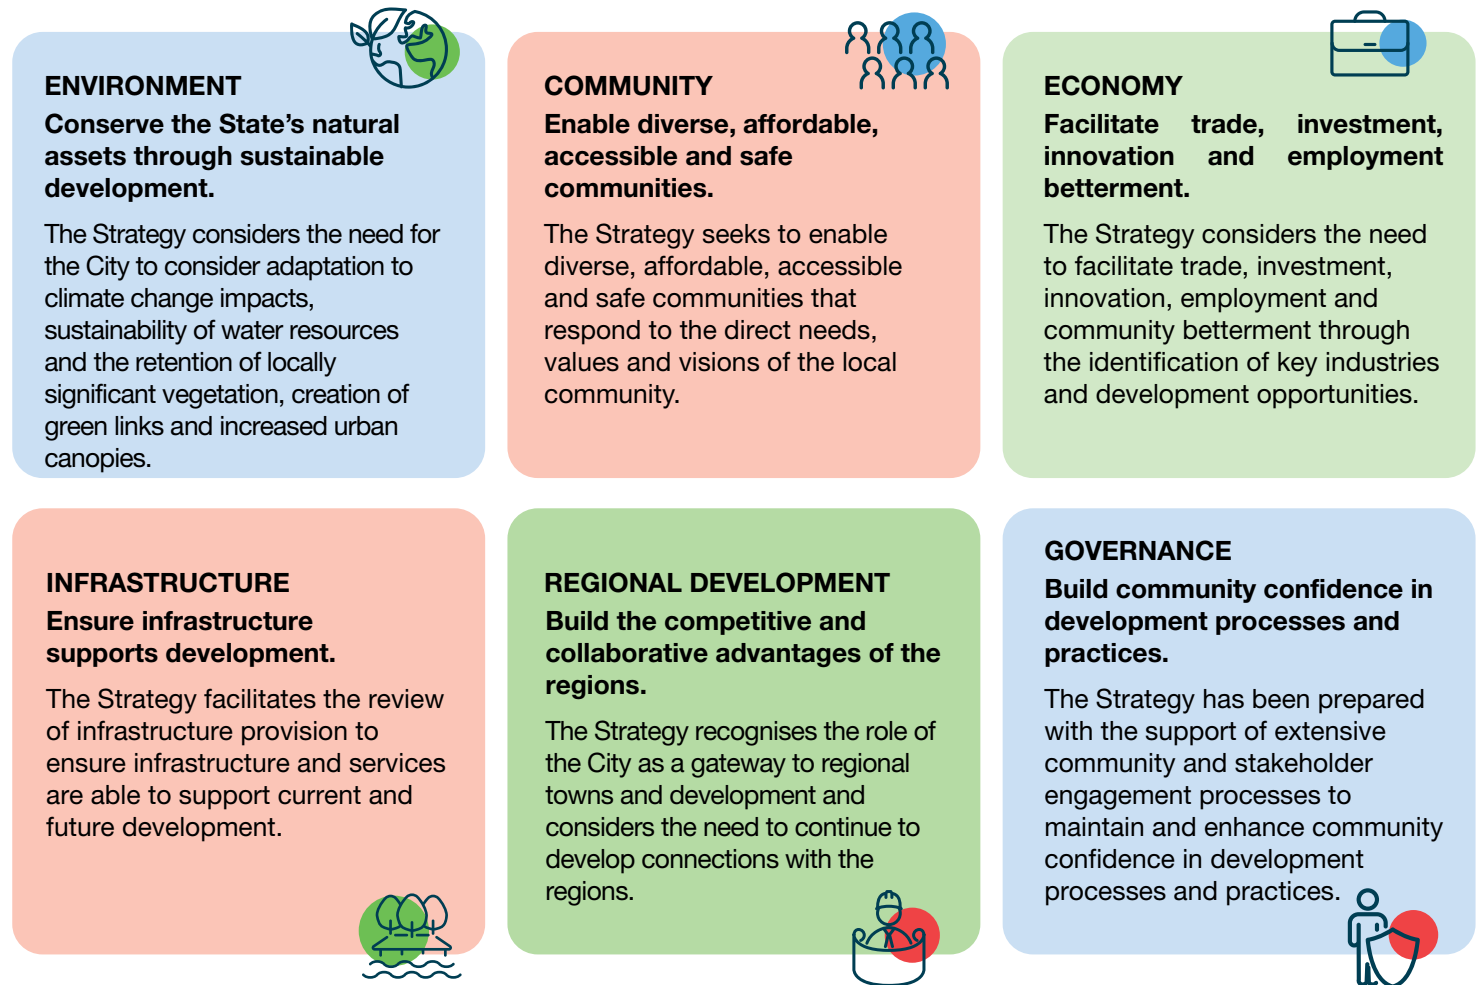 ENVIRONMENT
Conserve the State's natural
assets through sustainable
development.
The Strategy considers the need for
the City to consider adaptation to
climate change impacts,
sustainability of water resources
and the retention of locally
significant vegetation, creation of
green links and increased urban
canopies.
COMMUNITY
Enable diverse, affordable,
accessible and safe
communities.
The Strategy seeks to enable
diverse, affordable, accessible
and safe communities that
respond to the direct needs,
values and visions of the local
community.
ECONOMY
Facilitate trade, investment,
innovation and employment
betterment.
The Strategy considers the need
to facilitate trade, investment,
innovation, employment and
community betterment through
the identification of key industries
and development opportunities.
INFRASTRUCTURE
Ensure infrastructure
supports development.
The Strategy facilitates the review
of infrastructure provision to
ensure infrastructure and services
are able to support current and
future development.
REGIONAL DEVELOPMENT
Build the competitive and
collaborative advantages of the
regions.
The Strategy recognises the role of
the City as a gateway to regional
towns and development and
considers the need to continue to
develop connections with the
regions.
GOVERNANCE
Build community confidence in
development processes and
practices.
The Strategy has been prepared
with the support of extensive
community and stakeholder
engagement processes to
maintain and enhance community
confidence in development
processes and practices.